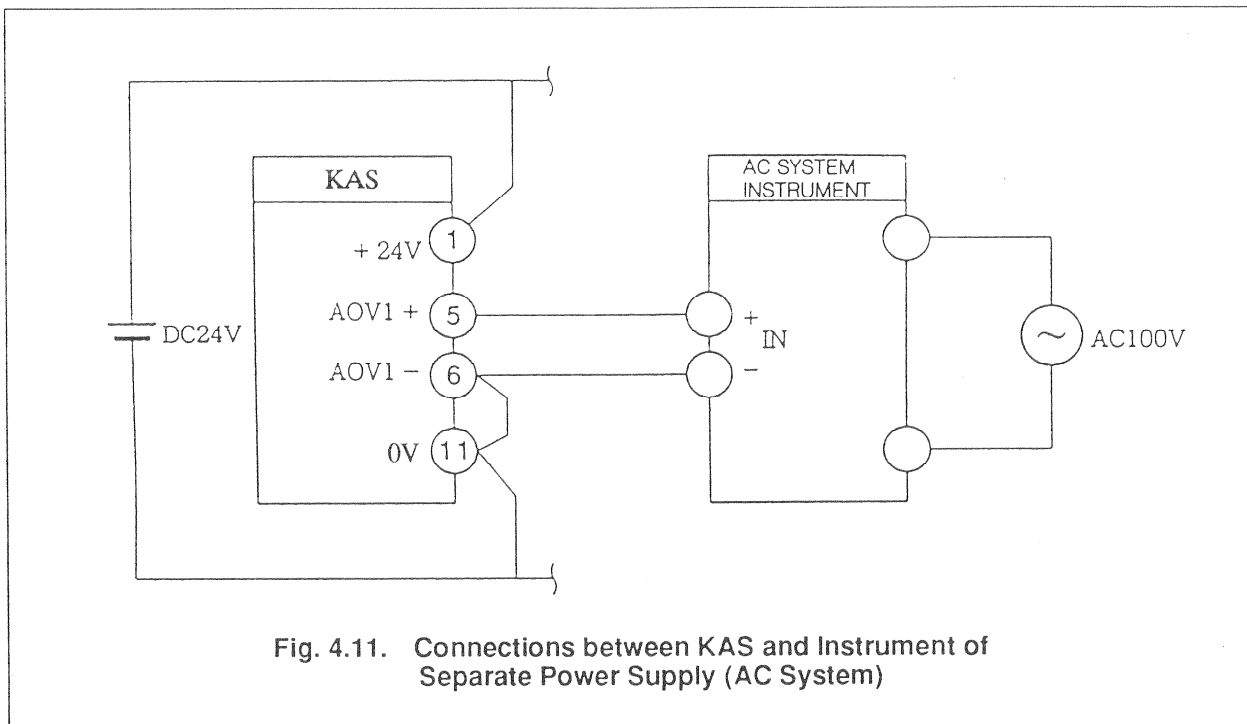 KAS
AC SYSTEM
INSTRUMENT
+ 24V
1
AOV1 +
5
+
IN
DC24V
AC100V
AOV1 −
6
−
0V
11
Fig. 4.11. Connections between KAS and Instrument of
Separate Power Supply (AC System)